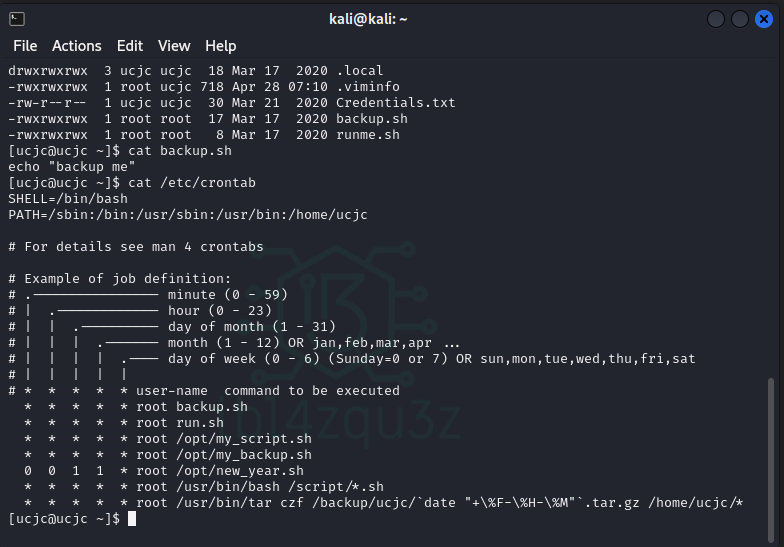 kali@kali: ~
File Actions Edit View Help
drwxrwxrwx  3 ucjc ucjc  18 Mar 17  2020 .local
-rwxrwxrwx  1 root ucjc 718 Apr 28 07:10 .viminfo
-rw-r--r--  1 ucjc ucjc  30 Mar 21  2020 Credentials.txt
-rwxrwxrwx  1 root root  17 Mar 17  2020 backup.sh
-rwxrwxrwx  1 root root   8 Mar 17  2020 runme.sh
[ucjc@ucjc ~]$ cat backup.sh
echo "backup me"
[ucjc@ucjc ~]$ cat /etc/crontab
SHELL=/bin/bash
PATH=/sbin:/bin:/usr/sbin:/usr/bin:/home/ucjc

# For details see man 4 crontabs

# Example of job definition:
# .---------------- minute (0 - 59)
# |  .------------- hour (0 - 23)
# |  |  .---------- day of month (1 - 31)
# |  |  |  .------- month (1 - 12) OR jan,feb,mar,apr ...
# |  |  |  |  .---- day of week (0 - 6) (Sunday=0 or 7) OR sun,mon,tue,wed,thu,fri,sat
# |  |  |  |  |
# *  *  *  *  * user-name  command to be executed
  *  *  *  *  * root backup.sh
  *  *  *  *  * root run.sh
  *  *  *  *  * root /opt/my_script.sh
  *  *  *  *  * root /opt/my_backup.sh
  0  0  1  1  * root /opt/new_year.sh
  *  *  *  *  * root /usr/bin/bash /script/*.sh
  *  *  *  *  * root /usr/bin/tar czf /backup/ucjc/`date "+\%F-\%H-\%M"`.tar.gz /home/ucjc/*
[ucjc@ucjc ~]$